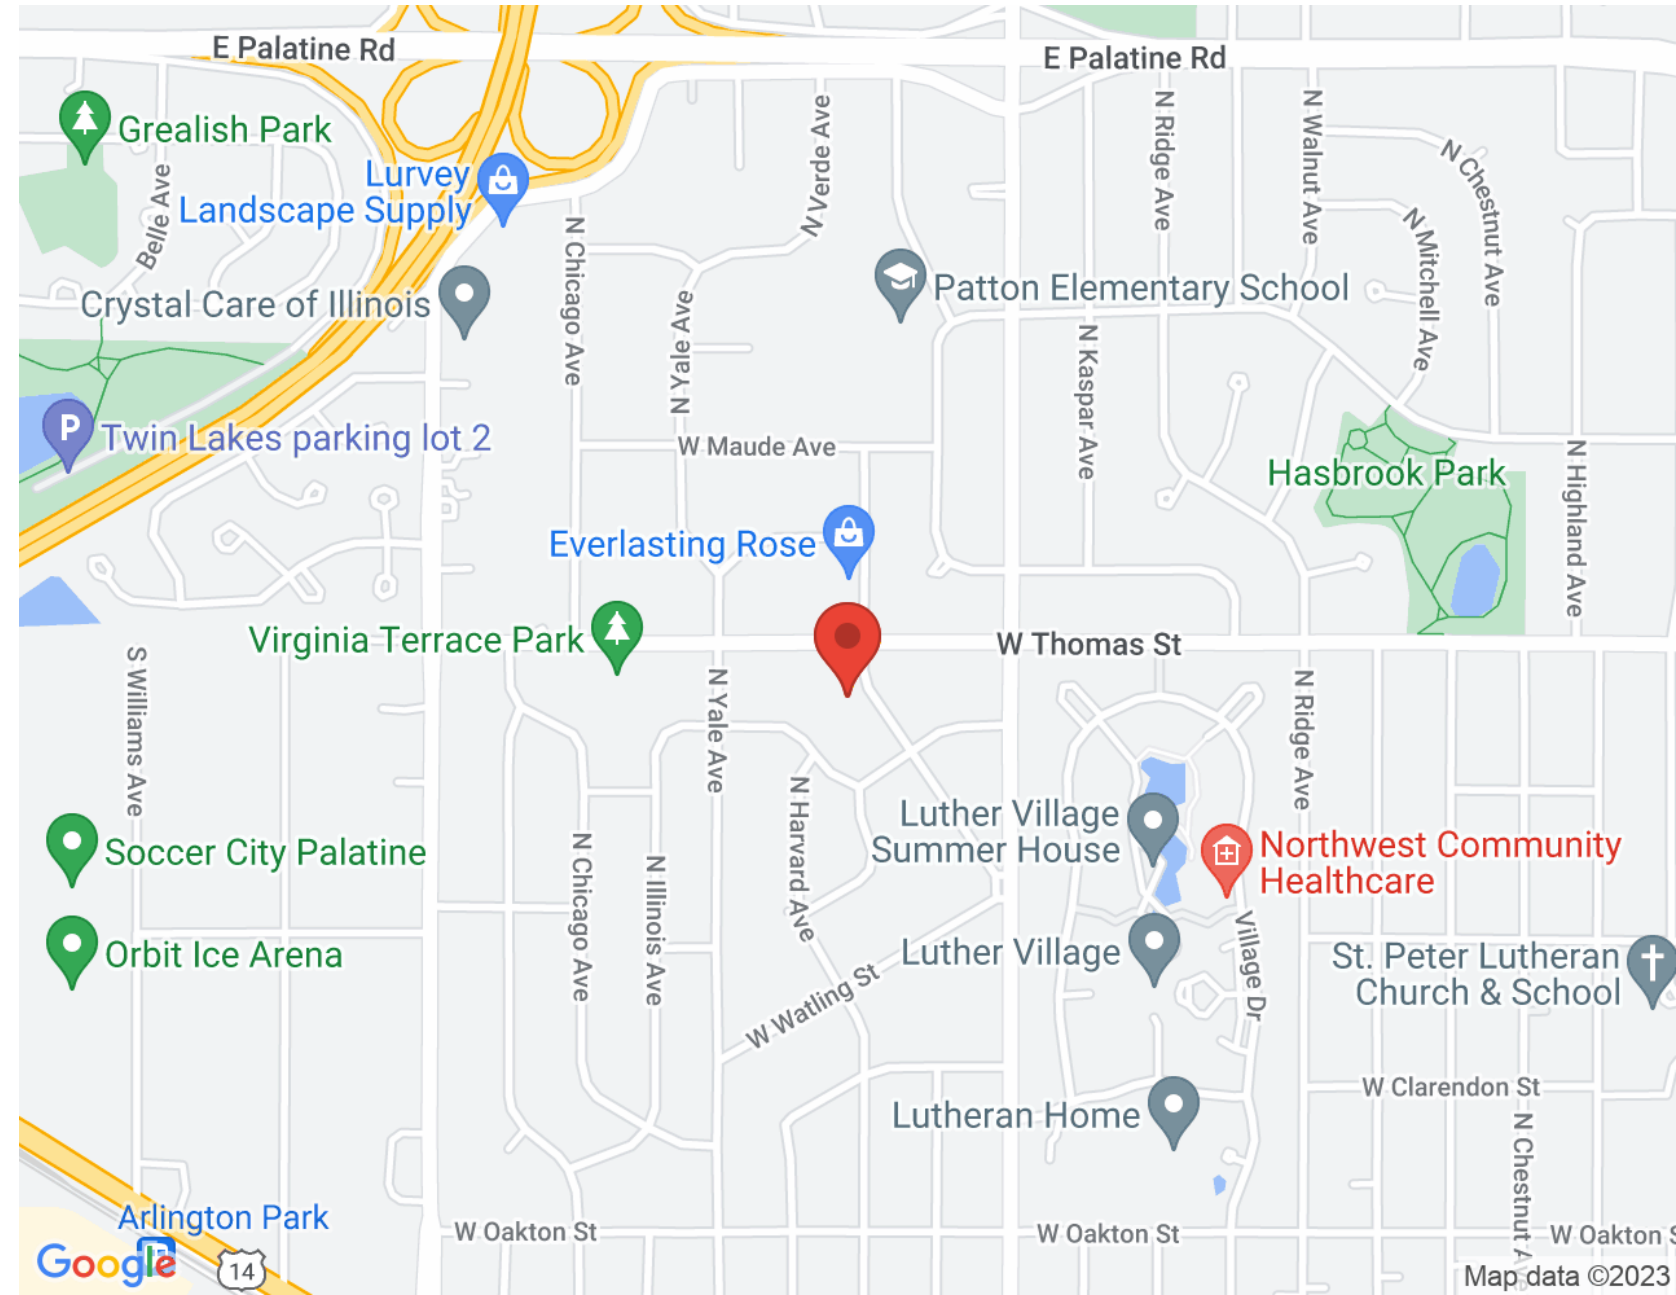 E Palatine Rd
E Palatine Rd
Grealish Park
Belle Ave
Lurvey
Landscape Supply
N Verde Ave
N Ridge Ave
N Walnut Ave
N Chestnut Ave
N Mitchell Ave
N Chicago Ave
Crystal Care of Illinois
Patton Elementary School
N Yale Ave
N Kaspar Ave
P
Twin Lakes parking lot 2
W Maude Ave
Hasbrook Park
N Highland Ave
Everlasting Rose
Virginia Terrace Park
W Thomas St
S Williams Ave
N Yale Ave
N Ridge Ave
N Harvard Ave
Luther Village
Summer House
Northwest Community
Healthcare
Soccer City Palatine
N Chicago Ave
N Illinois Ave
Orbit Ice Arena
Luther Village
Village Dr
St. Peter Lutheran
Church & School
W Watling St
W Clarendon St
Lutheran Home
N Chestnut Ave
Arlington Park
W Oakton St
W Oakton St
W Oakton S
Google
14
Map data ©2023